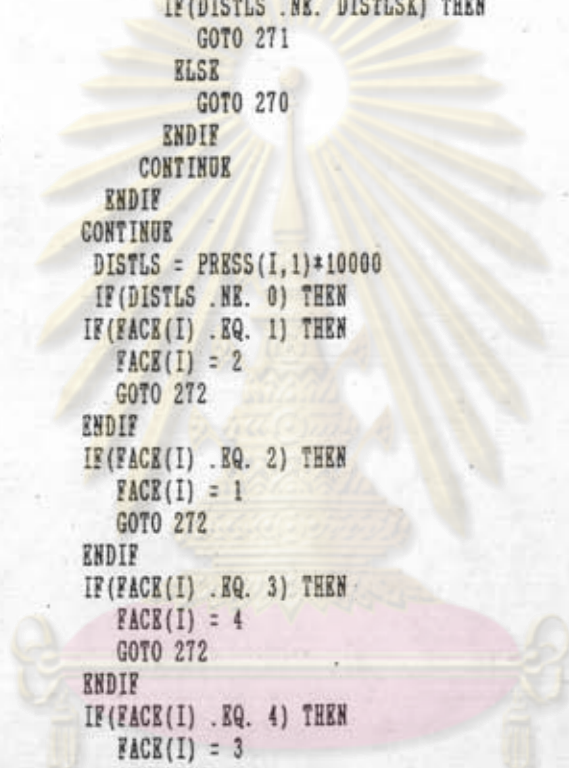 IF(DISTLS .NE. DISTLSK) THEN
GOTO 271
ELSE
GOTO 270
ENDIF
CONTINUE
ENDIF
CONTINUE
DISTLS = PRESS(I,1)*10000
IF(DISTLS .NE. 0) THEN
IF(FACE(I) .EQ. 1) THEN
FACE(I) = 2
GOTO 272
ENDIF
IF(FACE(I) .EQ. 2) THEN
FACE(I) = 1
GOTO 272
ENDIF
IF(FACE(I) .EQ. 3) THEN
FACE(I) = 4
GOTO 272
ENDIF
IF(FACE(I) .EQ. 4) THEN
FACE(I) = 3